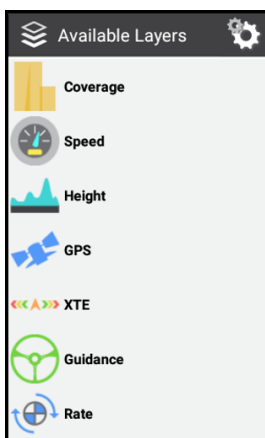 Available Layers
Coverage
Speed
Height
GPS
XTE
Guidance
Rate